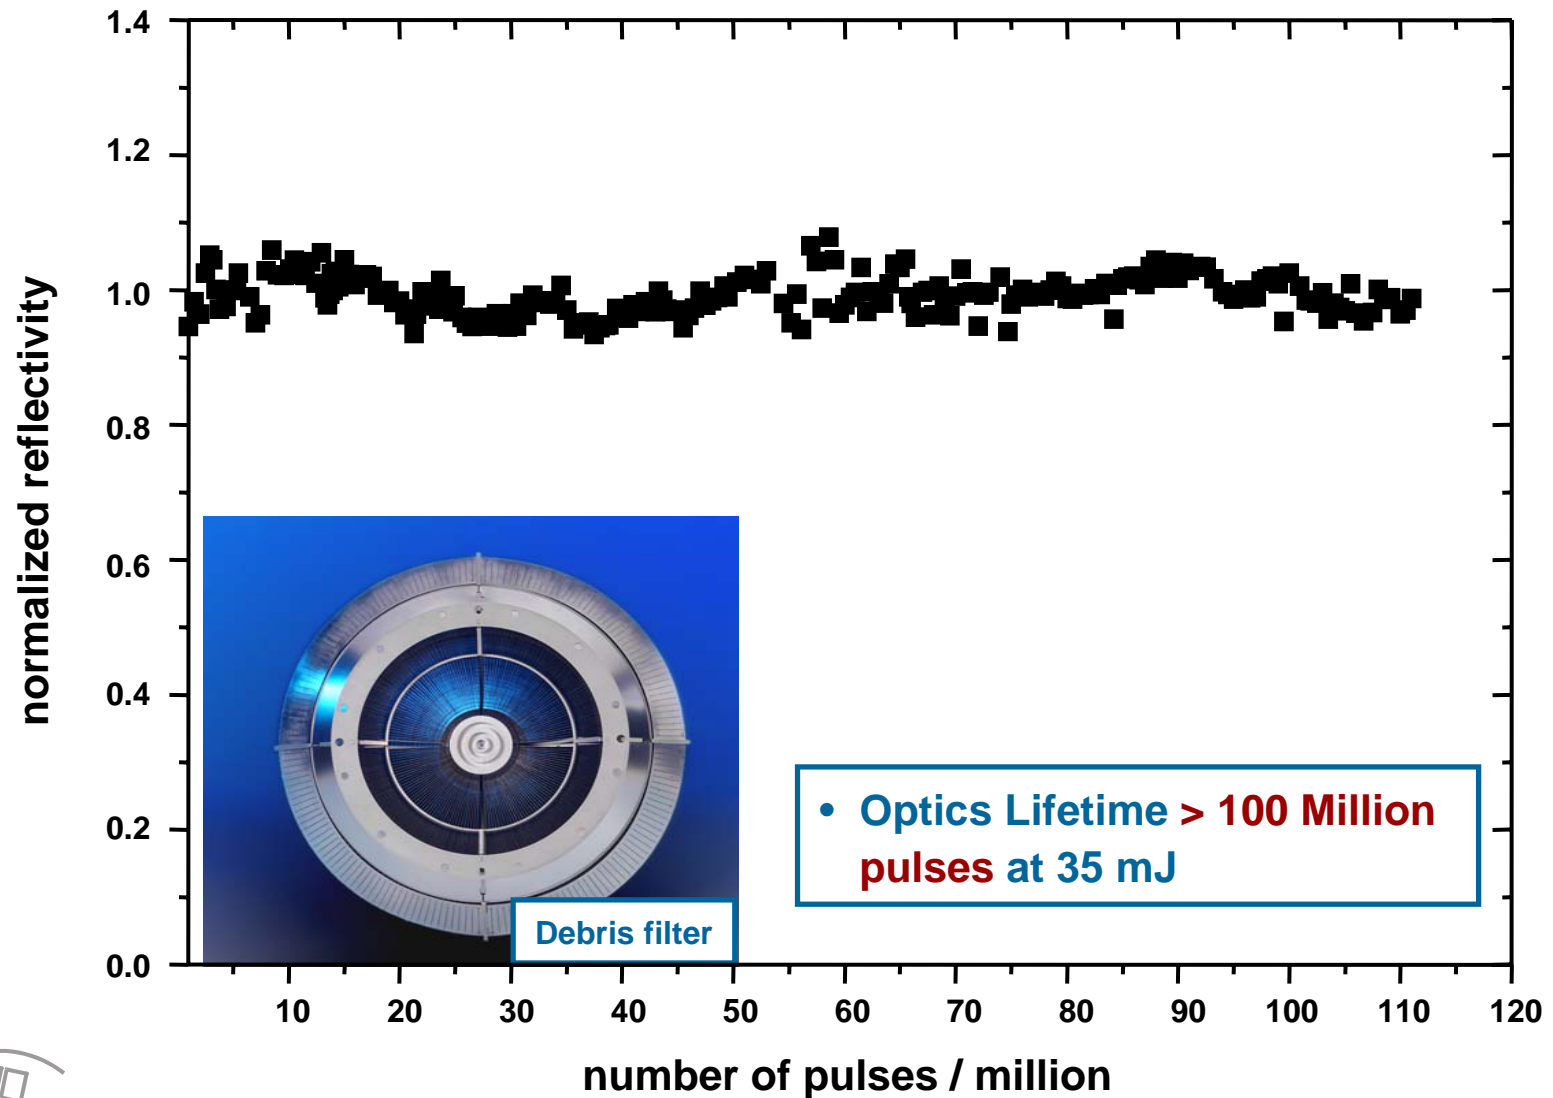 1.4
1.2
1.0
0.8
0.6
0.4
0.2
0.0
normalized reflectivity
Debris filter
• Optics Lifetime > 100 Million
pulses at 35 mJ
10 20 30 40 50 60 70 80 90 100 110 120
number of pulses / million